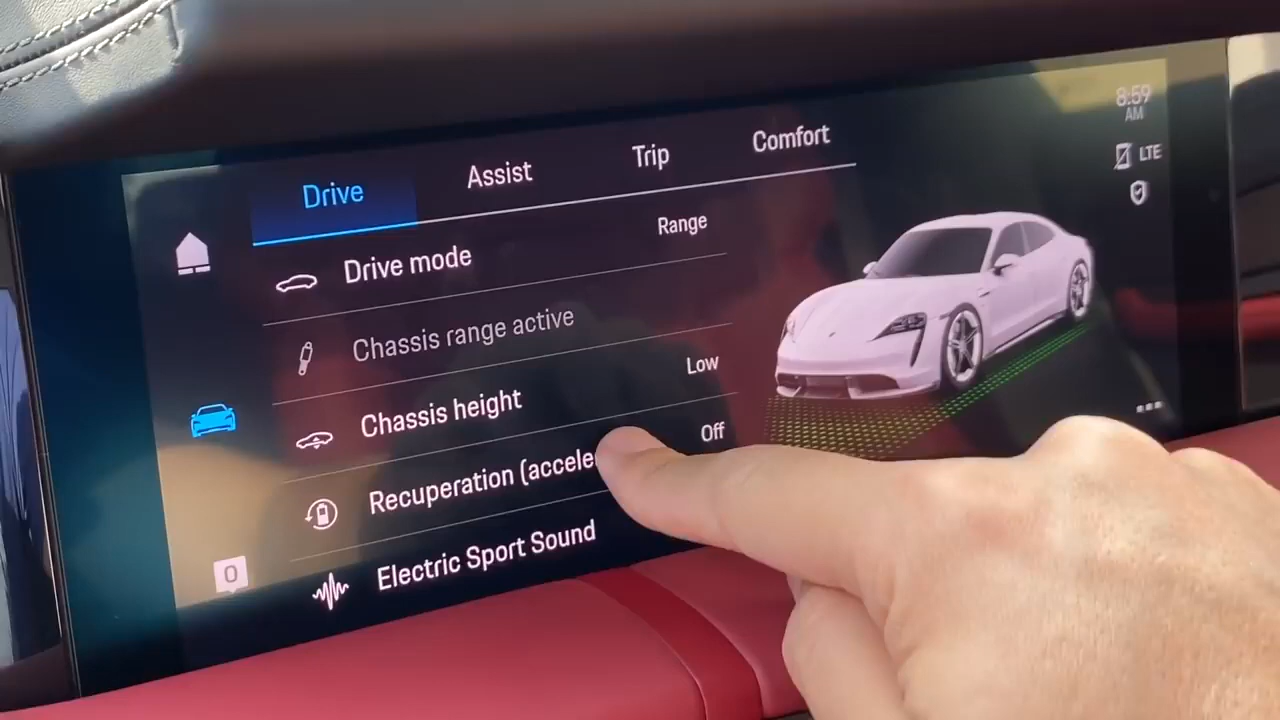 Drive
Assist
Trip
Comfort
8:59
AM
LTE
Drive mode
Range
Chassis range active
Chassis height
Low
Recuperation (accele
Off
Electric Sport Sound
0